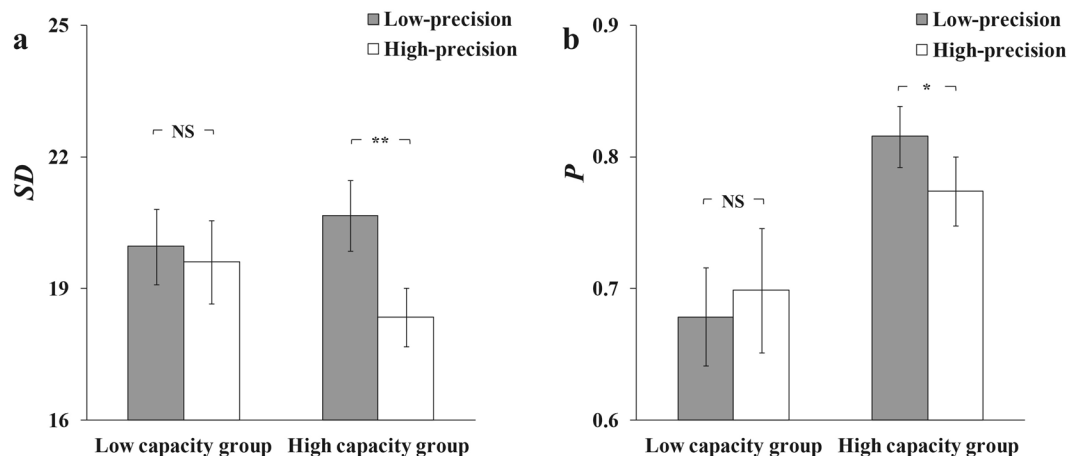 a
25
22
19
16
SD
Low-precision
High-precision
NS
**
Low capacity group
High capacity group
b
0.9
0.8
0.7
0.6
P
Low-precision
High-precision
NS
*
Low capacity group
High capacity group